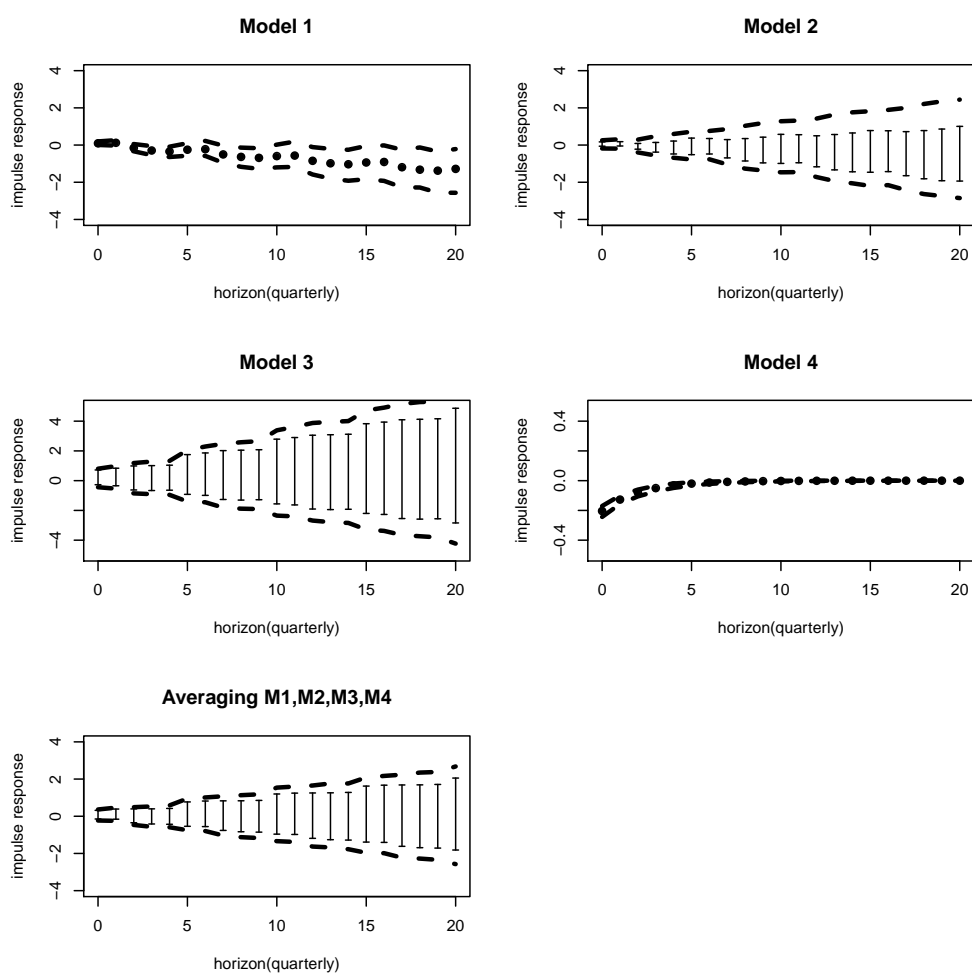 Model 1
impulse response
4
2
0
−2
−4
0 5 10 15 20
horizon(quarterly)
Model 2
impulse response
4
2
0
−2
−4
0 5 10 15 20
horizon(quarterly)
Model 3
impulse response
4
2
0
−4
0 5 10 15 20
horizon(quarterly)
Model 4
impulse response
0.4
0.0
−0.4
0 5 10 15 20
horizon(quarterly)
Averaging M1,M2,M3,M4
impulse response
4
2
0
−2
−4
0 5 10 15 20
horizon(quarterly)